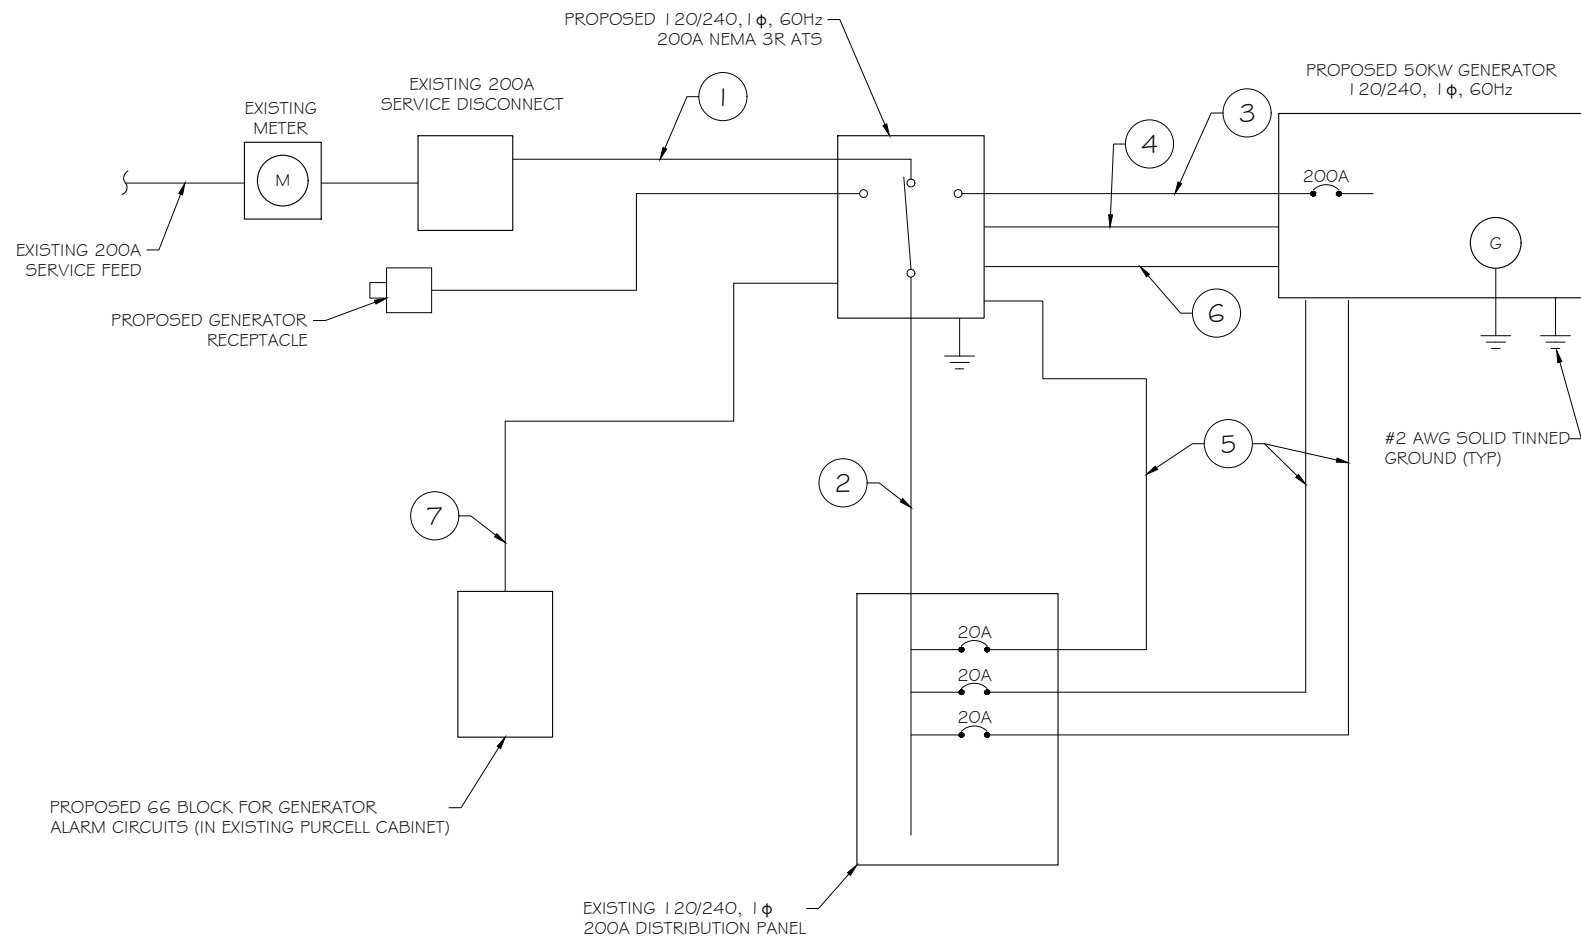 PROPOSED 120/240, 1ϕ, 60Hz
200A NEMA 3R ATS
EXISTING 200A
SERVICE DISCONNECT
1
PROPOSED 50KW GENERATOR
120/240, 1ϕ, 60Hz
EXISTING
METER
3
4
M
200A
EXISTING 200A
SERVICE FEED
G
6
PROPOSED GENERATOR
RECEPTACLE
5
#2 AWG SOLID TINNED
GROUND (TYP)
2
7
20A
20A
20A
PROPOSED 66 BLOCK FOR GENERATOR
ALARM CIRCUITS (IN EXISTING PURCELL CABINET)
EXISTING 120/240, 1ϕ
200A DISTRIBUTION PANEL